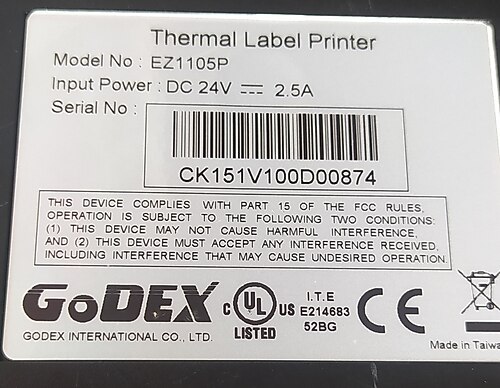 Thermal Label Printer
Model No : EZ1105P
Input Power : DC 24V ⎓ 2.5A
Serial No :
CK151V100D00874
THIS DEVICE COMPLIES WITH PART 15 OF THE FCC RULES,
OPERATION IS SUBJECT TO THE FOLLOWING TWO CONDITIONS:
(1) THIS DEVICE MAY NOT CAUSE HARMFUL INTERFERENCE,
AND (2) THIS DEVICE MUST ACCEPT ANY INTERFERENCE RECEIVED,
INCLUDING INTERFERENCE THAT MAY CAUSE UNDESIRED OPERATION.
GoDEX
GODEX INTERNATIONAL CO., LTD.
C UL US
LISTED
I.T.E
E214683
52BG
CE
Made in Taiwa